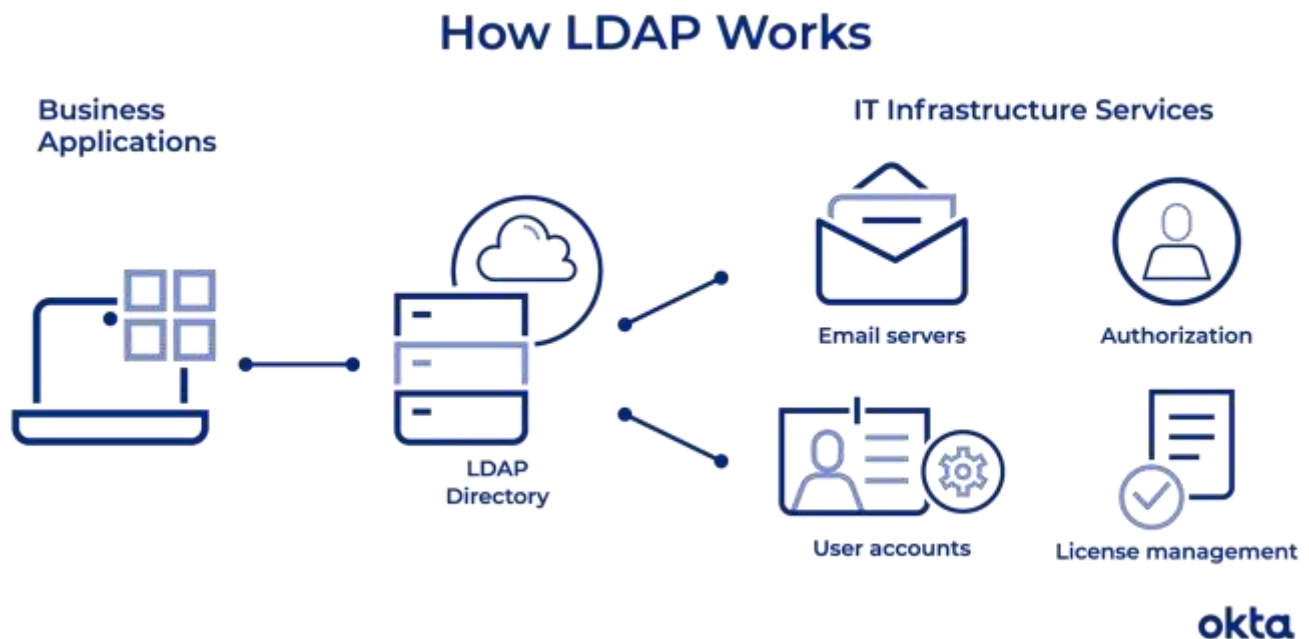 How LDAP Works
Business
Applications
IT Infrastructure Services
Email servers
Authorization
LDAP
Directory
User accounts
License management
okta